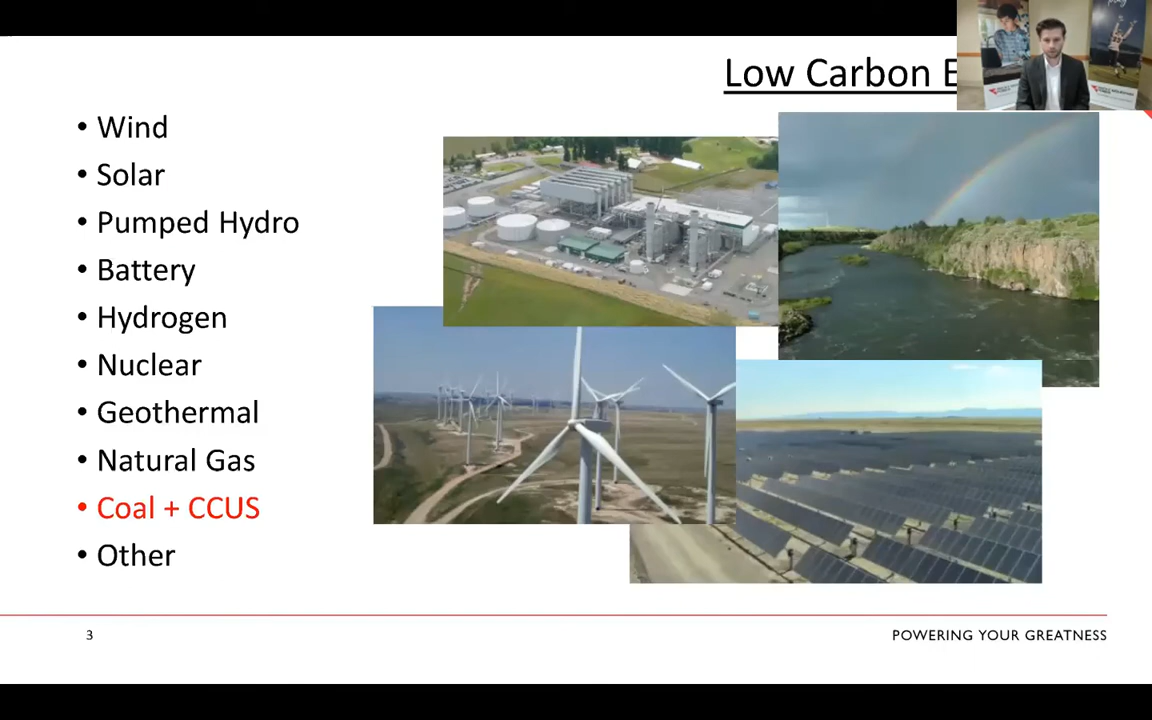 Low Carbon E
• Wind
• Solar
• Pumped Hydro
• Battery
• Hydrogen
• Nuclear
• Geothermal
• Natural Gas
• Coal + CCUS
• Other
3
POWERING YOUR GREATNESS